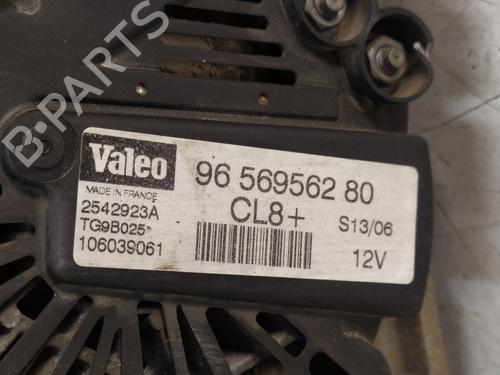 B-PARTS
Valeo
MADE IN FRANCE
2542923A
TG9B025
106039061
96 569562 80
CL8+
S13/06
12V